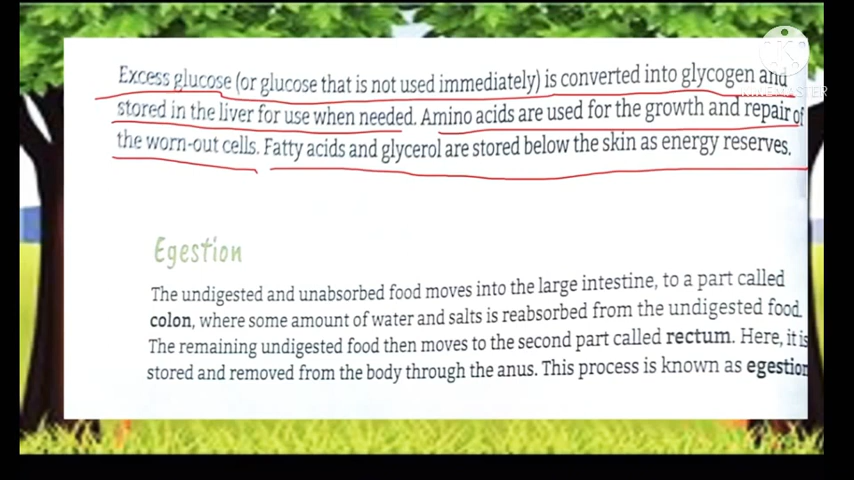 Excess glucose (or glucose that is not used immediately) is converted into glycogen and
stored in the liver for use when needed. Amino acids are used for the growth and repair of
the worn-out cells. Fatty acids and glycerol are stored below the skin as energy reserves.
KINEMASTER
Egestion
The undigested and unabsorbed food moves into the large intestine, to a part called
colon, where some amount of water and salts is reabsorbed from the undigested food.
The remaining undigested food then moves to the second part called rectum. Here, it is
stored and removed from the body through the anus. This process is known as egestion